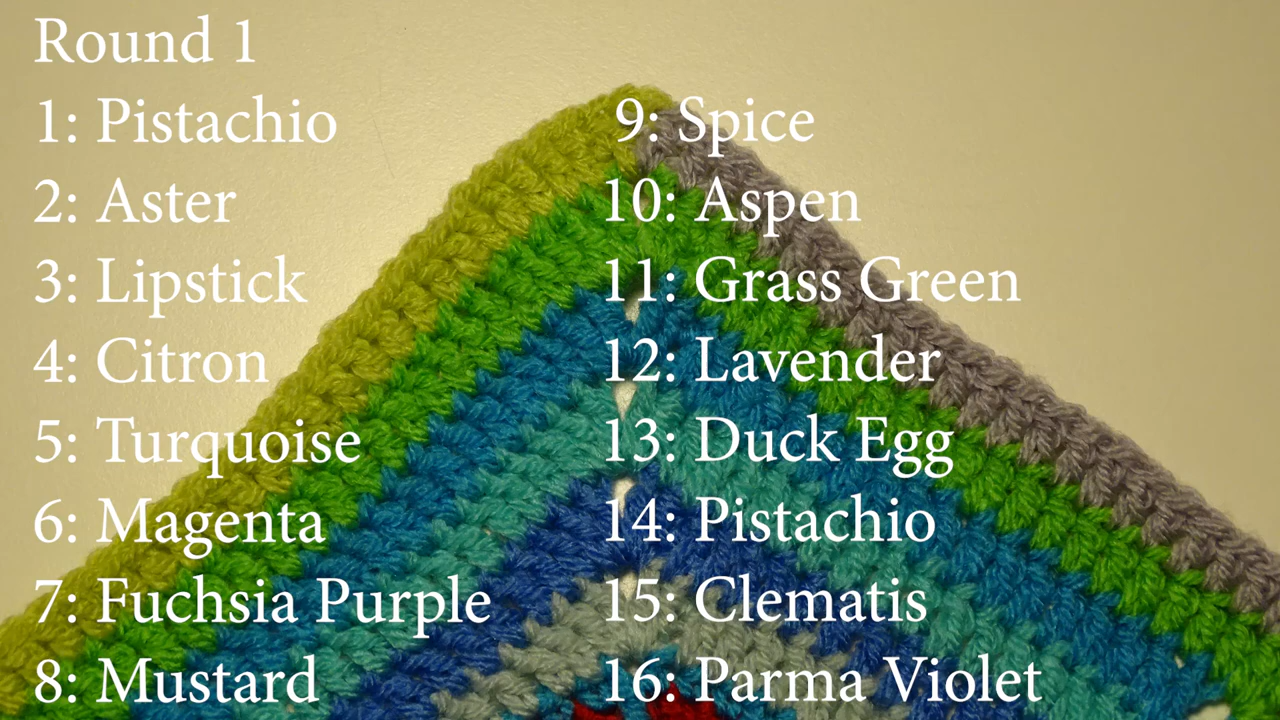 Round 1
1: Pistachio
2: Aster
3: Lipstick
4: Citron
5: Turquoise
6: Magenta
7: Fuchsia Purple
8: Mustard
9: Spice
10: Aspen
11: Grass Green
12: Lavender
13: Duck Egg
14: Pistachio
15: Clematis
16: Parma Violet